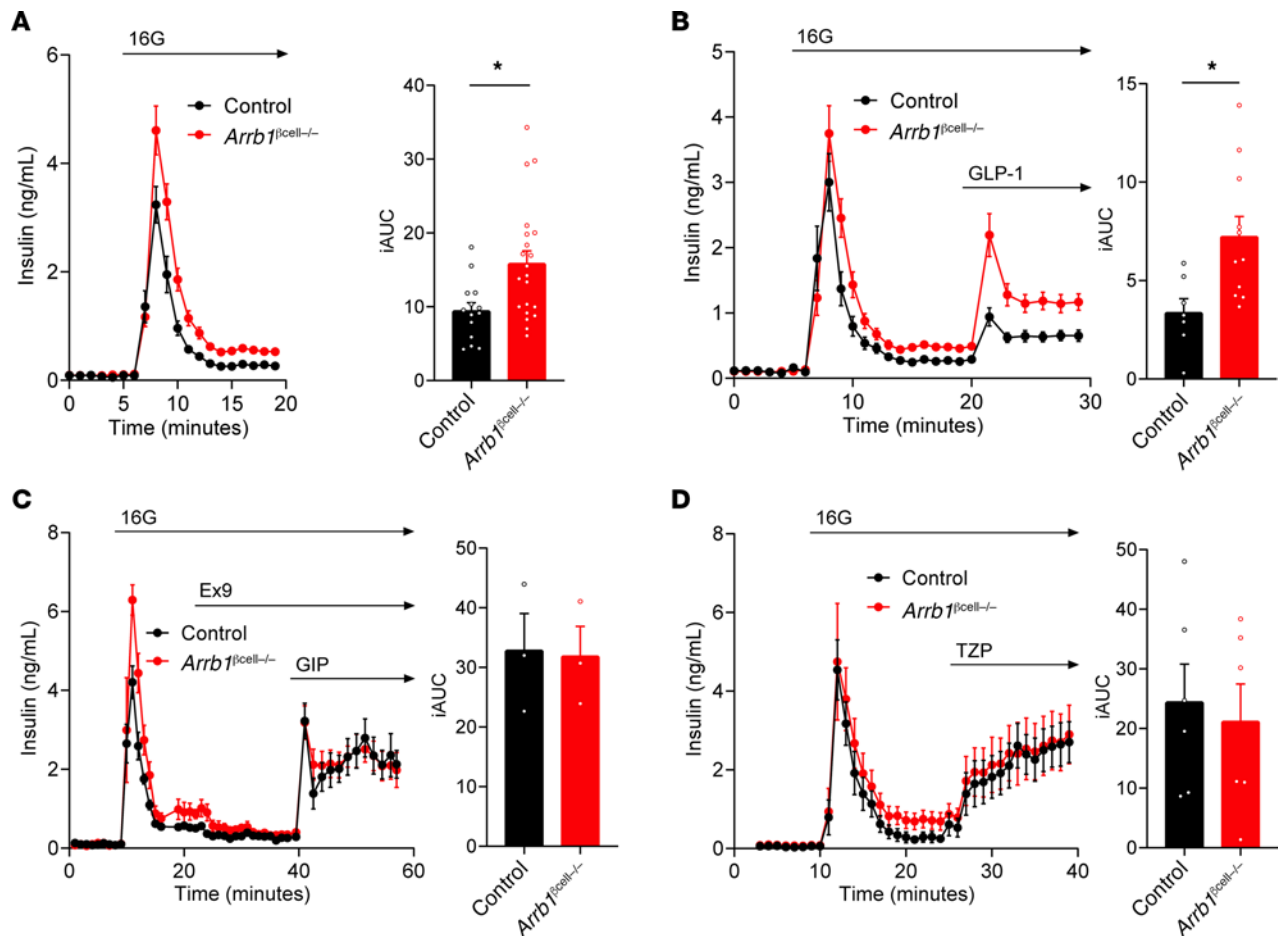 A
16G
6
4
2
0
Insulin (ng/mL)
Control
Arrb1βcell–/–
0 5 10 15 20
Time (minutes)
40
30
20
10
0
iAUC
*
Control
Arrb1βcell–/–
B
16G
5
4
3
2
1
0
Insulin (ng/mL)
Control
Arrb1βcell–/–
GLP-1
0 10 20 30
Time (minutes)
15
10
5
0
iAUC
*
Control
Arrb1βcell–/–
C
16G
8
6
4
2
0
Insulin (ng/mL)
Ex9
Control
Arrb1βcell–/–
GIP
0 20 40 60
Time (minutes)
50
40
30
20
10
0
iAUC
Control
Arrb1βcell–/–
D
16G
8
6
4
2
0
Insulin (ng/mL)
Control
Arrb1βcell–/–
TZP
0 10 20 30 40
Time (minutes)
50
40
30
20
10
0
iAUC
Control
Arrb1βcell–/–